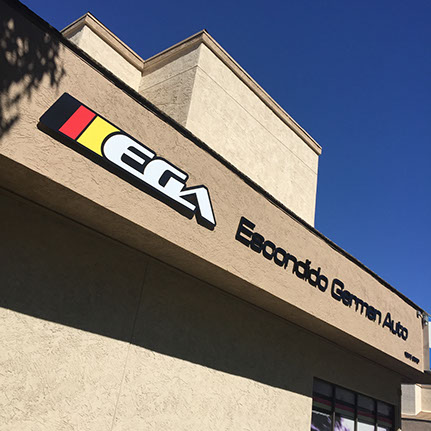 EGA
Escondido German Auto